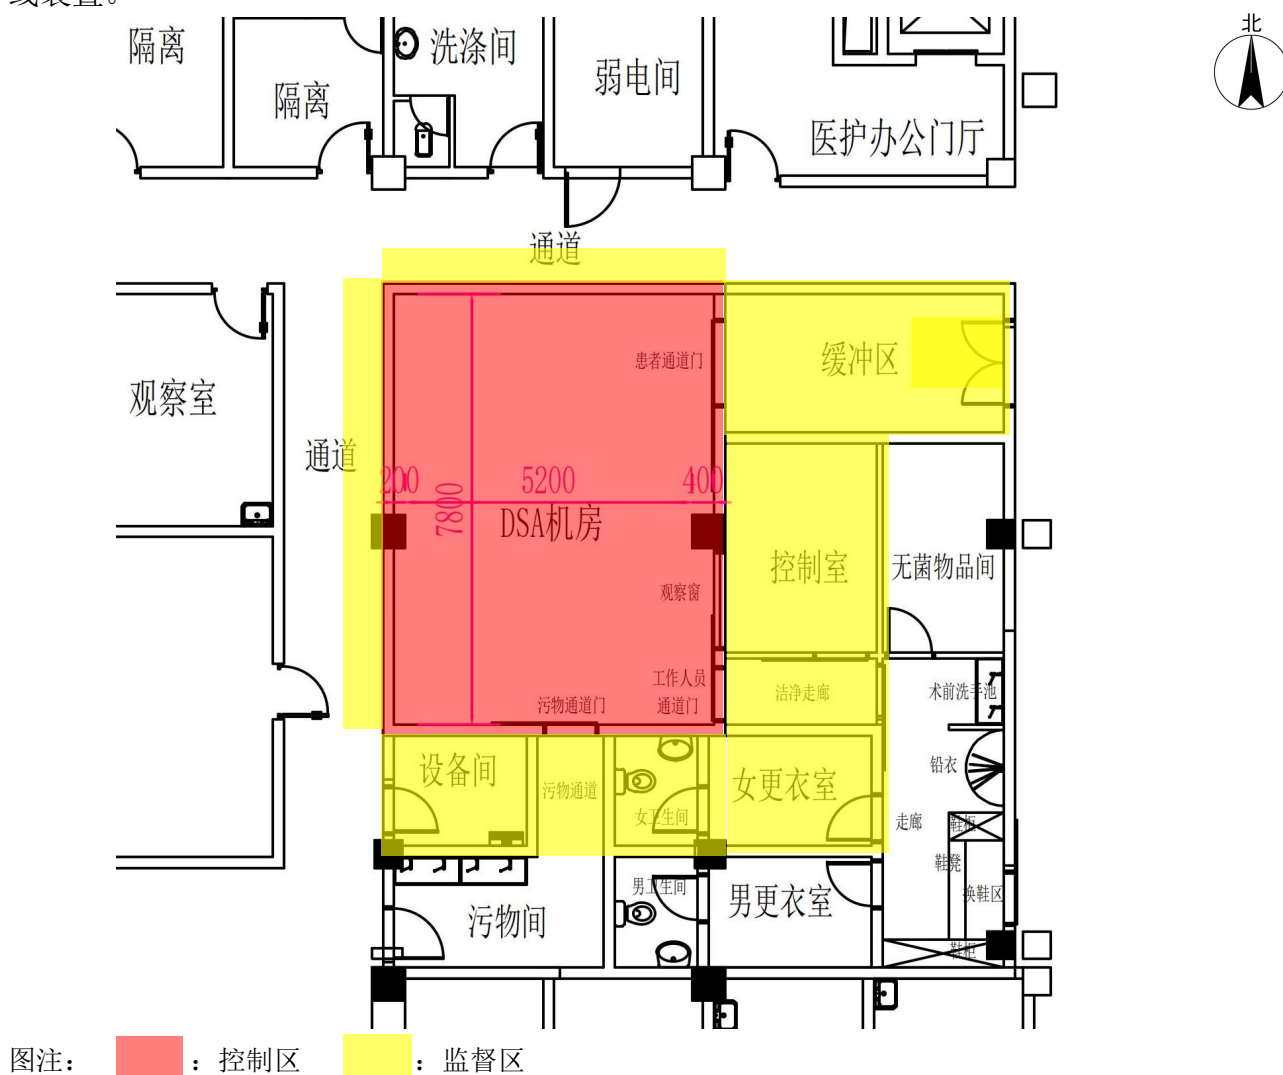 或装置。
北
隔离
隔离
洗涤间
弱电间
医护办公门厅
通道
患者通道门
缓冲区
观察室
通道
200
5200
400
7800
DSA机房
控制室
无菌物品间
观察窗
工作人员
通道门
污物通道门
洁净走廊
术前洗手池
设备间
污物通道
女卫生间
女更衣室
铅衣
走廊
鞋柜
鞋凳
换鞋区
男卫生间
男更衣室
污物间
鞋柜
图注： ：控制区 ：监督区